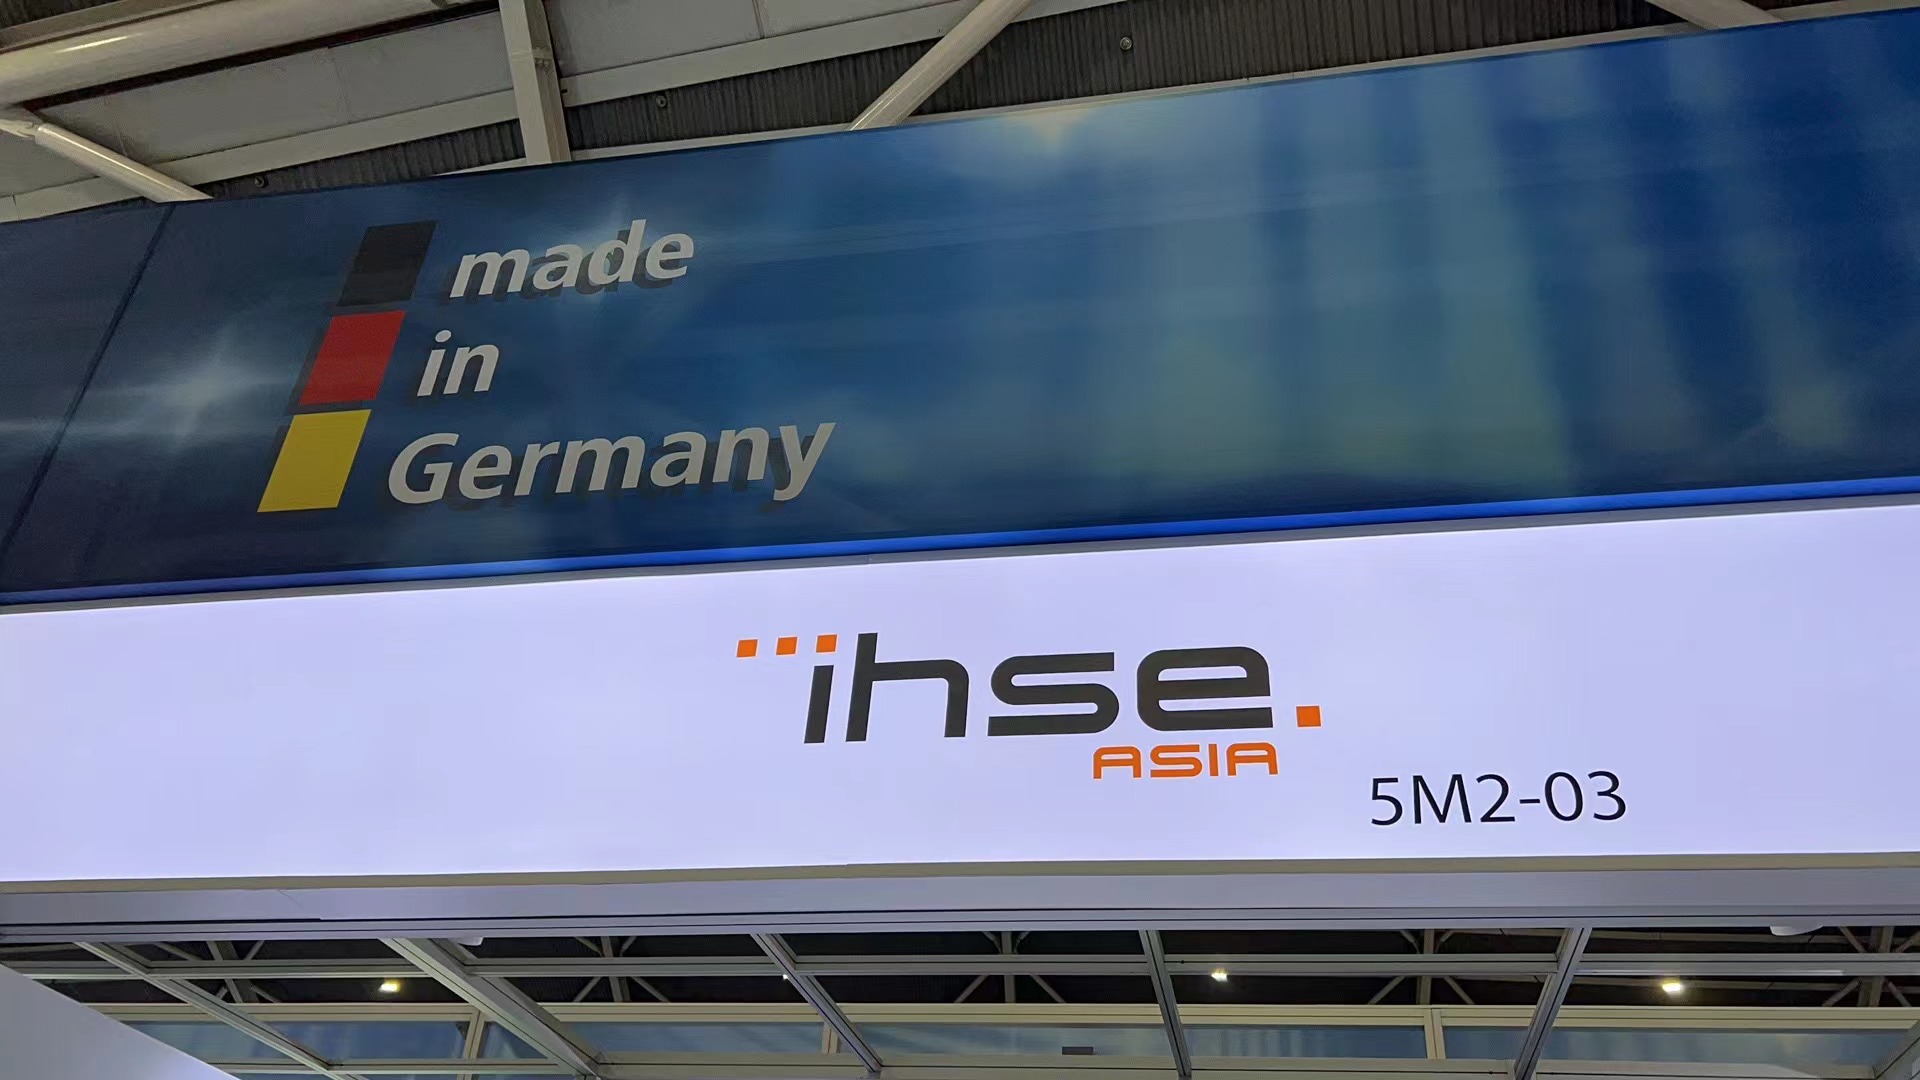 made
in
Germany
ihse.
ASIA
5M2-03